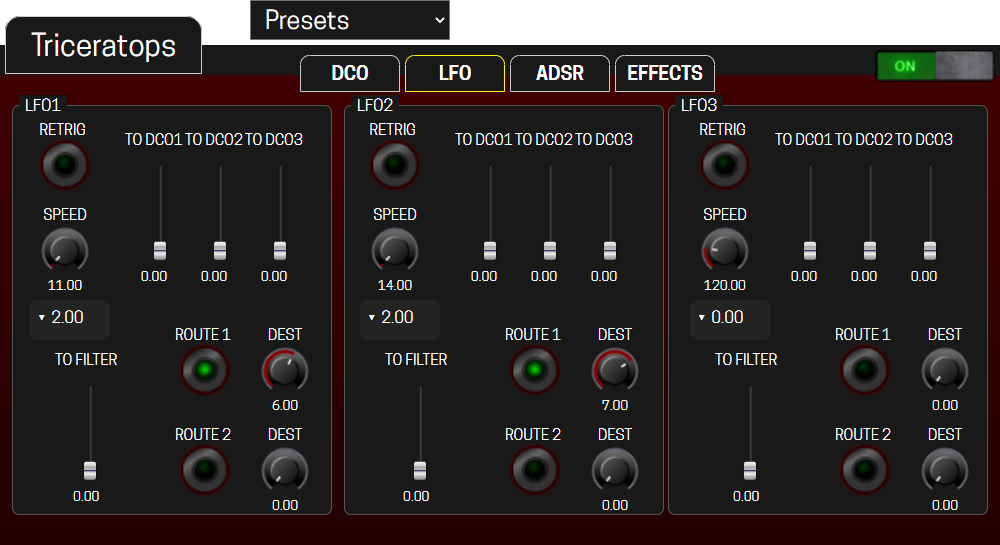 Presets
Triceratops
DCO LFO ADSR EFFECTS ON
LFO1 LFO2 LFO3
RETRIG TO DCO1 TO DCO2 TO DCO3 RETRIG TO DCO1 TO DCO2 TO DCO3 RETRIG TO DCO1 TO DCO2 TO DCO3
SPEED SPEED SPEED
11.00 0.00 0.00 0.00 14.00 0.00 0.00 0.00 120.00 0.00 0.00 0.00
2.00 2.00 0.00
ROUTE 1 DEST ROUTE 1 DEST ROUTE 1 DEST
TO FILTER TO FILTER TO FILTER
6.00 7.00 0.00
ROUTE 2 DEST ROUTE 2 DEST ROUTE 2 DEST
0.00 0.00 0.00 0.00 0.00 0.00